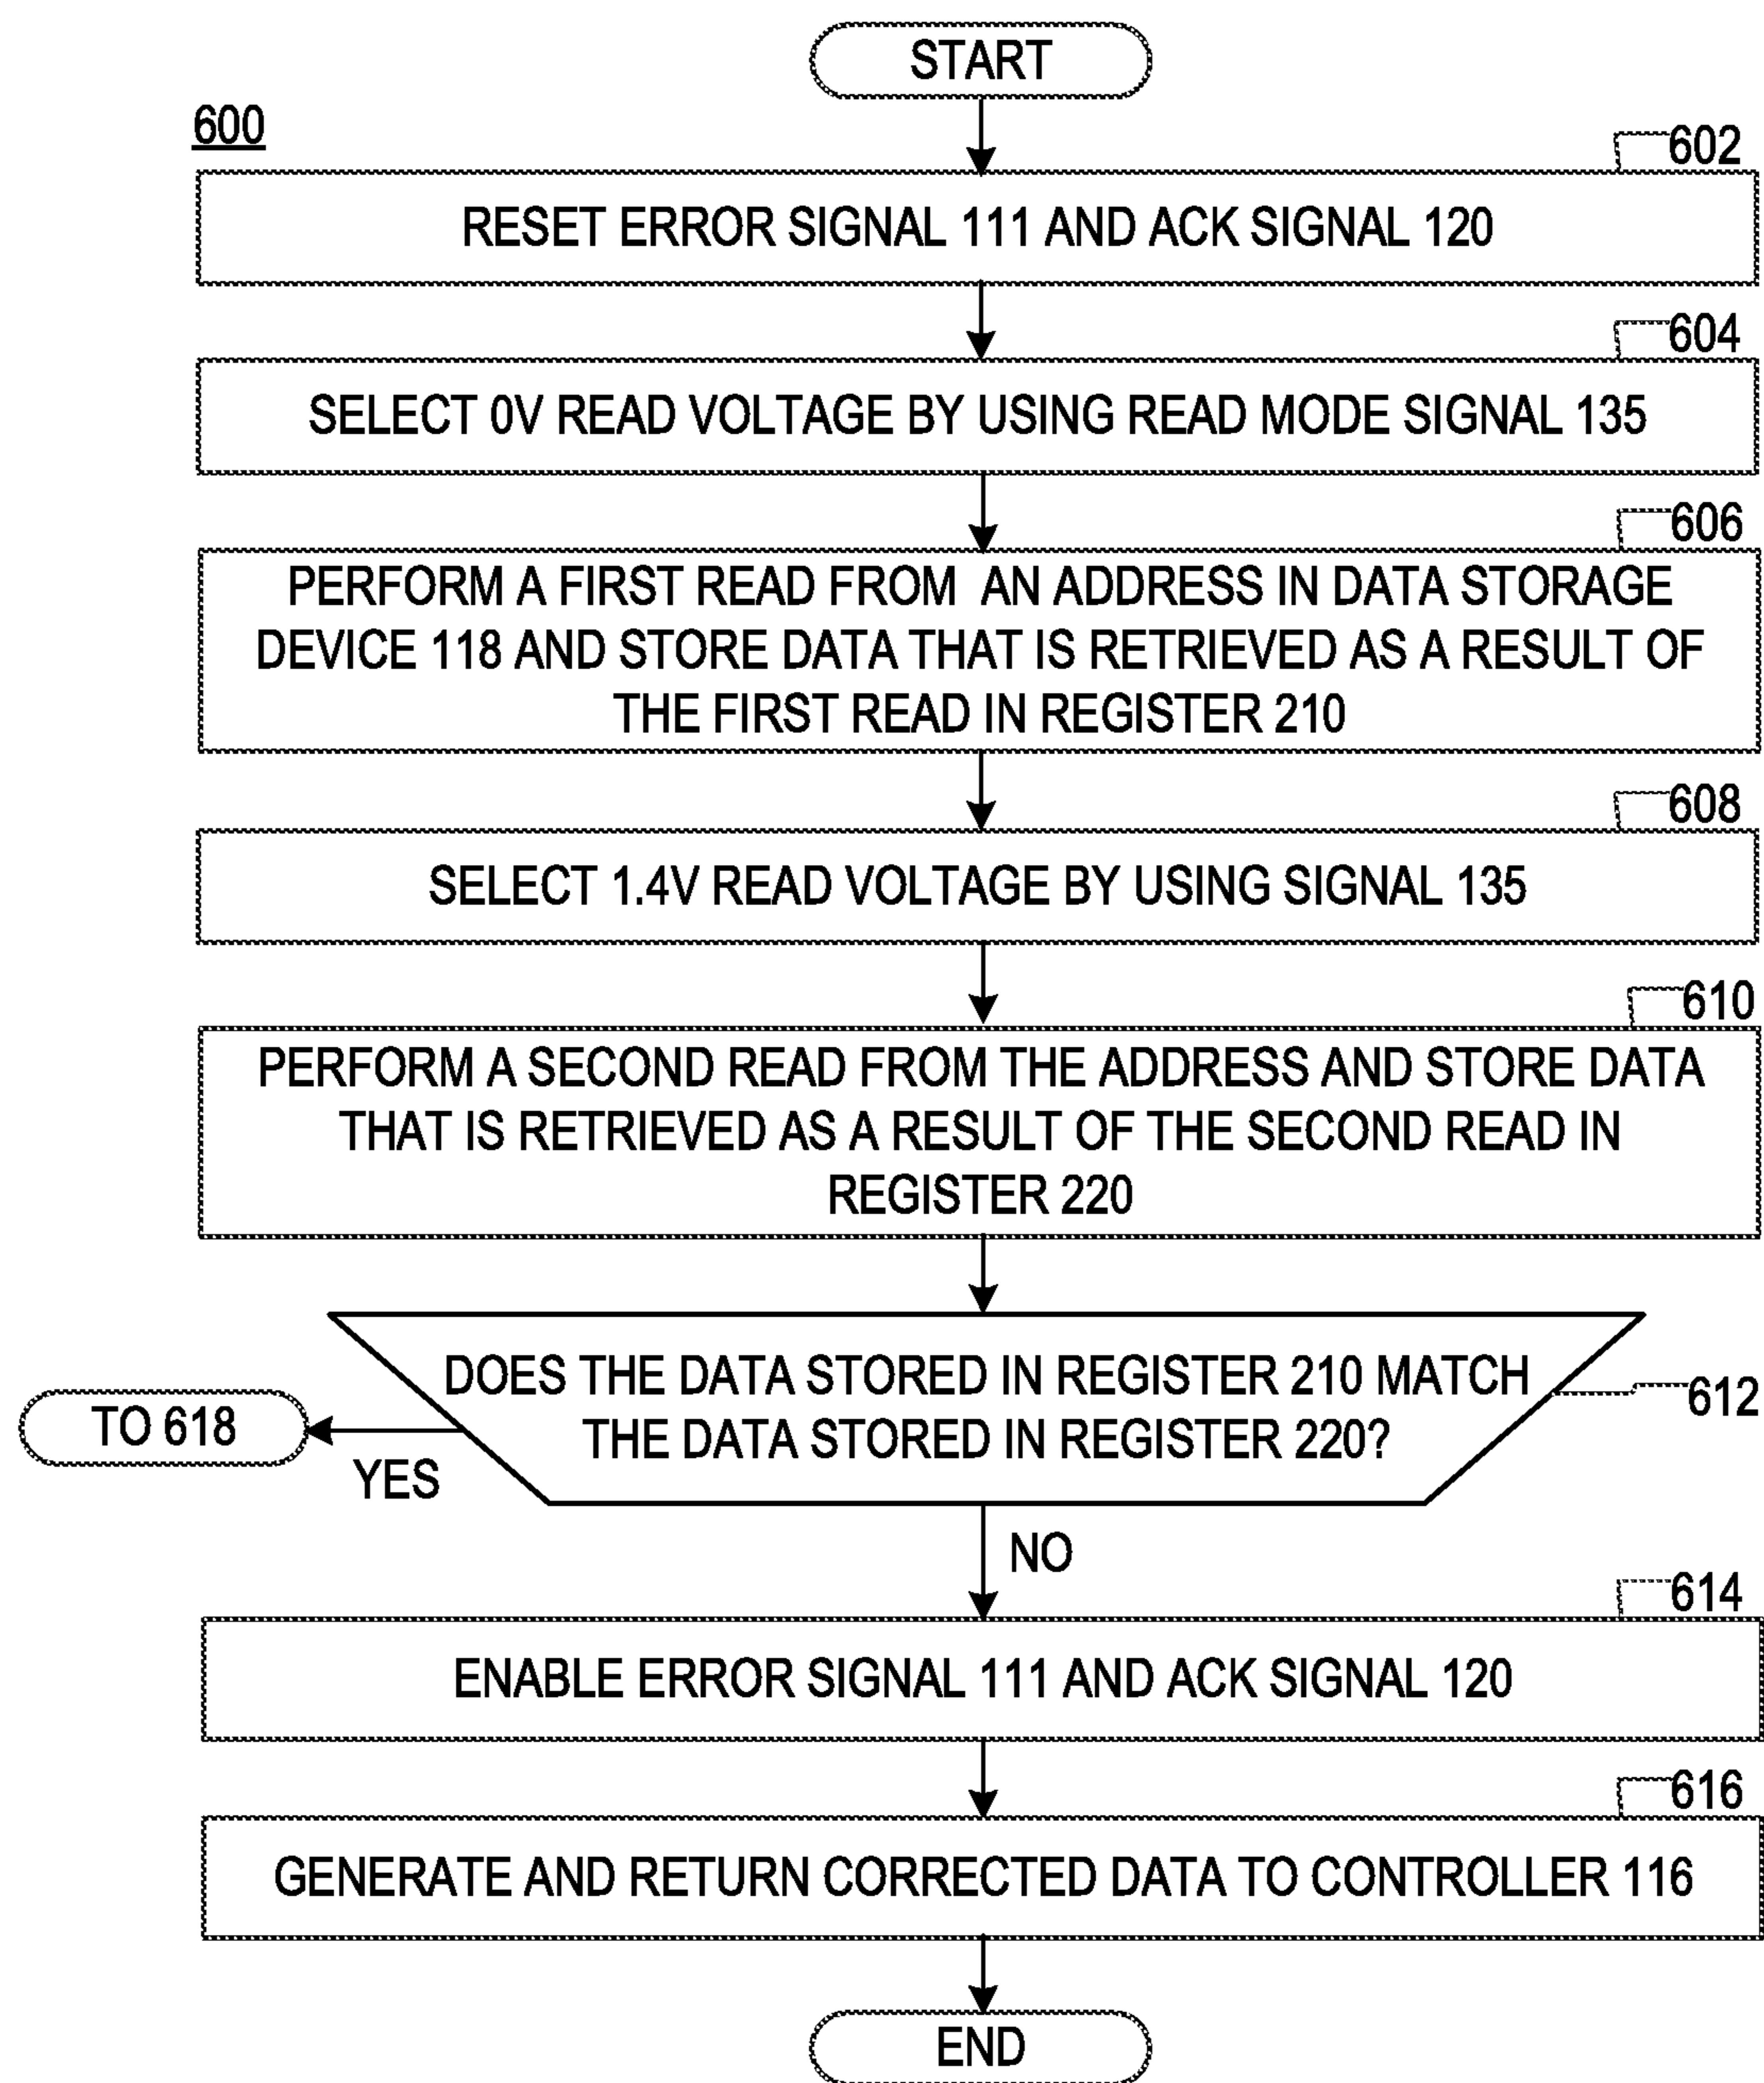 START
600
602
RESET ERROR SIGNAL 111 AND ACK SIGNAL 120
604
SELECT 0V READ VOLTAGE BY USING READ MODE SIGNAL 135
606
PERFORM A FIRST READ FROM AN ADDRESS IN DATA STORAGE
DEVICE 118 AND STORE DATA THAT IS RETRIEVED AS A RESULT OF
THE FIRST READ IN REGISTER 210
608
SELECT 1.4V READ VOLTAGE BY USING SIGNAL 135
610
PERFORM A SECOND READ FROM THE ADDRESS AND STORE DATA
THAT IS RETRIEVED AS A RESULT OF THE SECOND READ IN
REGISTER 220
DOES THE DATA STORED IN REGISTER 210 MATCH
THE DATA STORED IN REGISTER 220?
612
TO 618
YES
NO
614
ENABLE ERROR SIGNAL 111 AND ACK SIGNAL 120
616
GENERATE AND RETURN CORRECTED DATA TO CONTROLLER 116
END